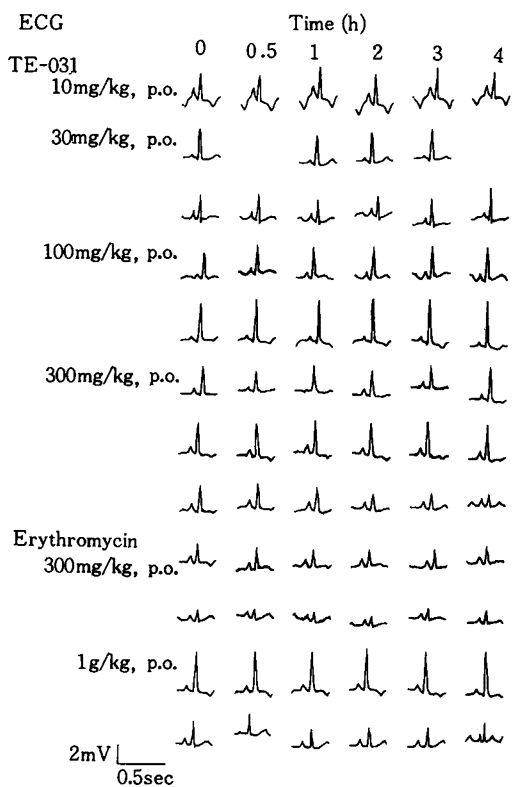 ECG Time (h)
0 0.5 1 2 3 4
TE-031
10mg/kg, p.o.
30mg/kg, p.o.
100mg/kg, p.o.
300mg/kg, p.o.
Erythromycin
300mg/kg, p.o.
1g/kg, p.o.
2mV
0.5sec